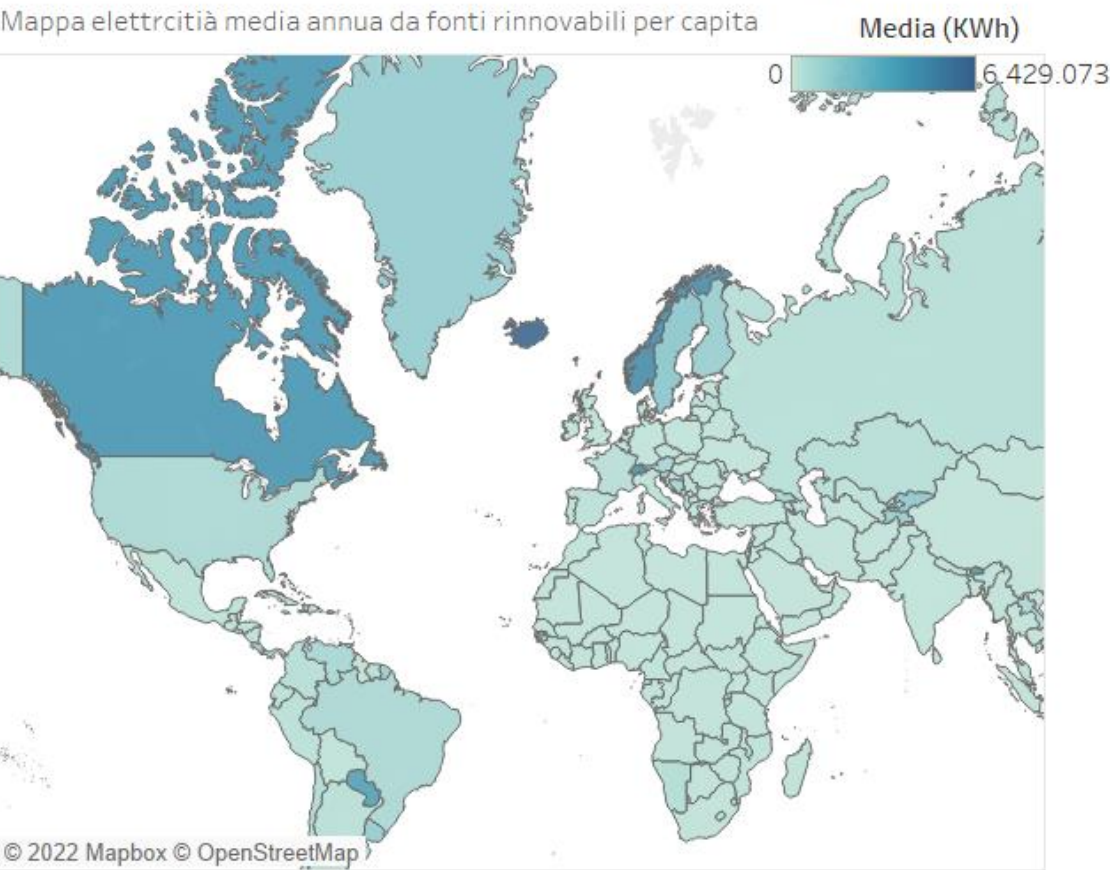 Mappa elettrcitià media annua da fonti rinnovabili per capita
Media (KWh)
0 6.429.073
© 2022 Mapbox © OpenStreetMap